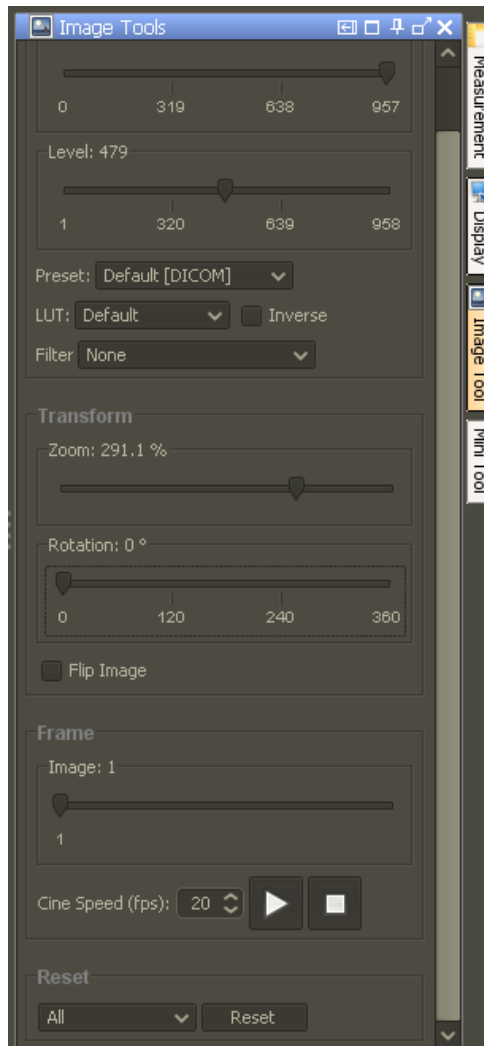 Image Tools
0 319 638 957
Level: 479
1 320 639 958
Preset: Default [DICOM]
LUT: Default Inverse
Filter None
Transform
Zoom: 291.1 %
Rotation: 0 °
0 120 240 360
Flip Image
Frame
Image: 1
1
Cine Speed (fps): 20
Reset
All Reset
Measurement
Display
Image Tool
Mini Tool